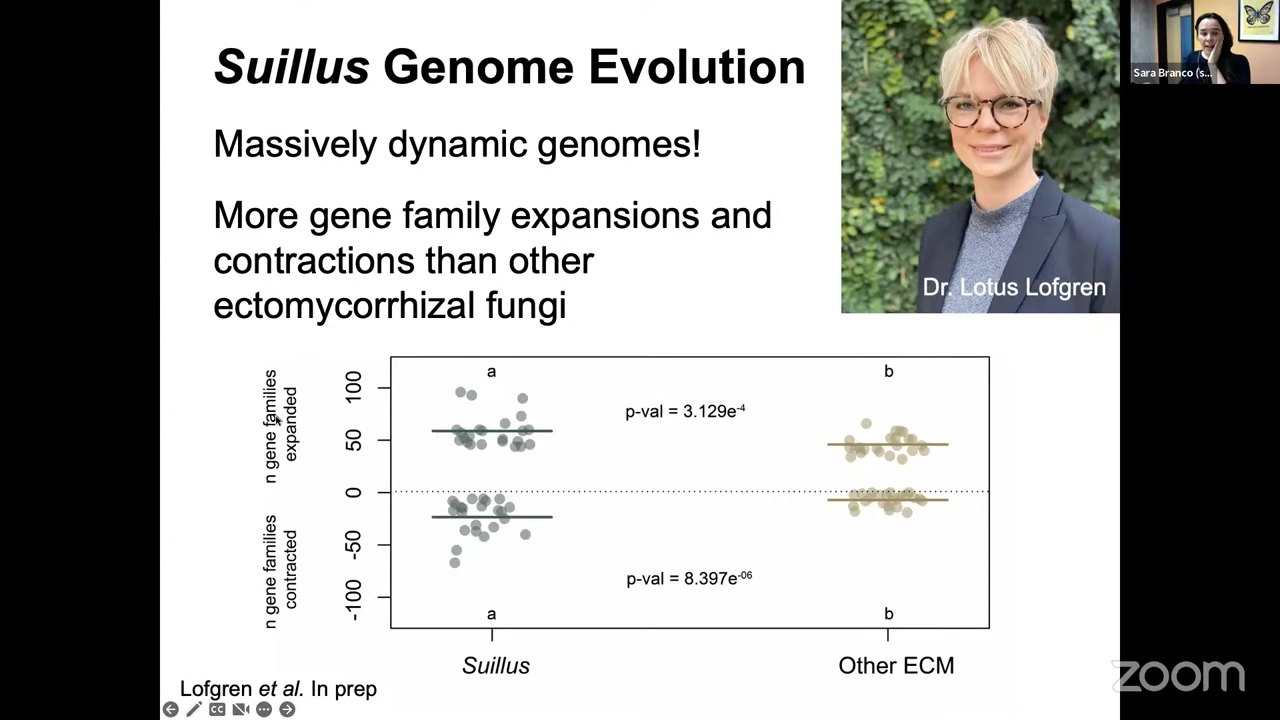 Suillus Genome Evolution
Massively dynamic genomes!
More gene family expansions and
contractions than other
ectomycorrhizal fungi
Dr. Lotus Lofgren
Sara Branco (s...
n gene families
expanded
n gene families
contracted
100
50
0
-50
-100
a
b
p-val = 3.129e-4
p-val = 8.397e-06
a
b
Suillus
Other ECM
Lofgren et al. In prep
CC
zoom